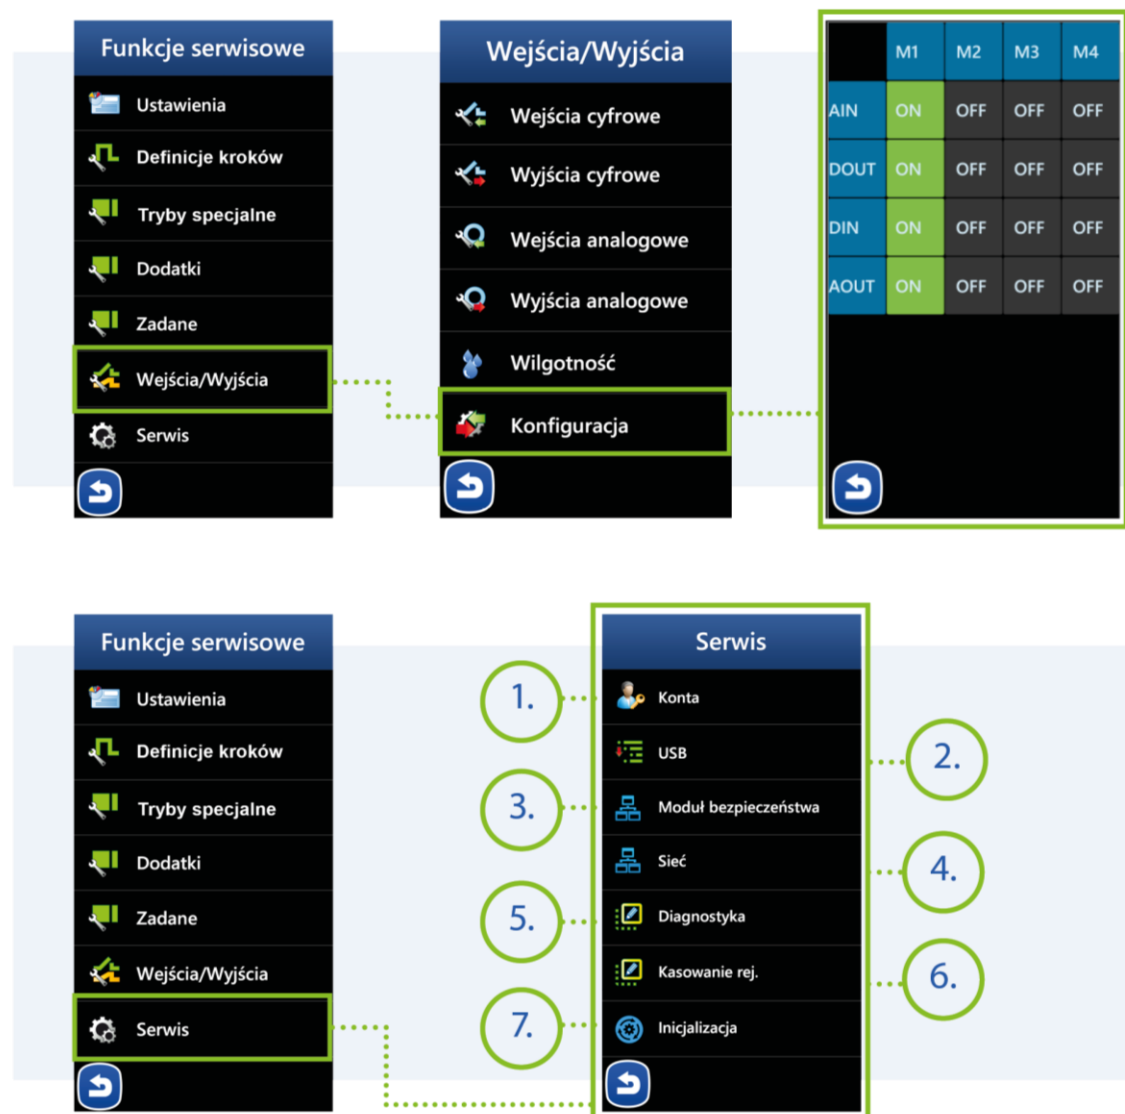 Funkcje serwisowe
Ustawienia
Definicje kroków
Tryby specjalne
Dodatki
Zadane
Wejścia/Wyjścia
Serwis
Wejścia/Wyjścia
Wejścia cyfrowe
Wyjścia cyfrowe
Wejścia analogowe
Wyjścia analogowe
Wilgotność
Konfiguracja
M1 M2 M3 M4
AIN ON OFF OFF OFF
DOUT ON OFF OFF OFF
DIN ON OFF OFF OFF
AOUT ON OFF OFF OFF
Funkcje serwisowe
Ustawienia
Definicje kroków
Tryby specjalne
Dodatki
Zadane
Wejścia/Wyjścia
Serwis
Serwis
1. Konta
USB 2.
3. Moduł bezpieczeństwa
Sieć 4.
5. Diagnostyka
Kasowanie rej. 6.
7. Inicjalizacja